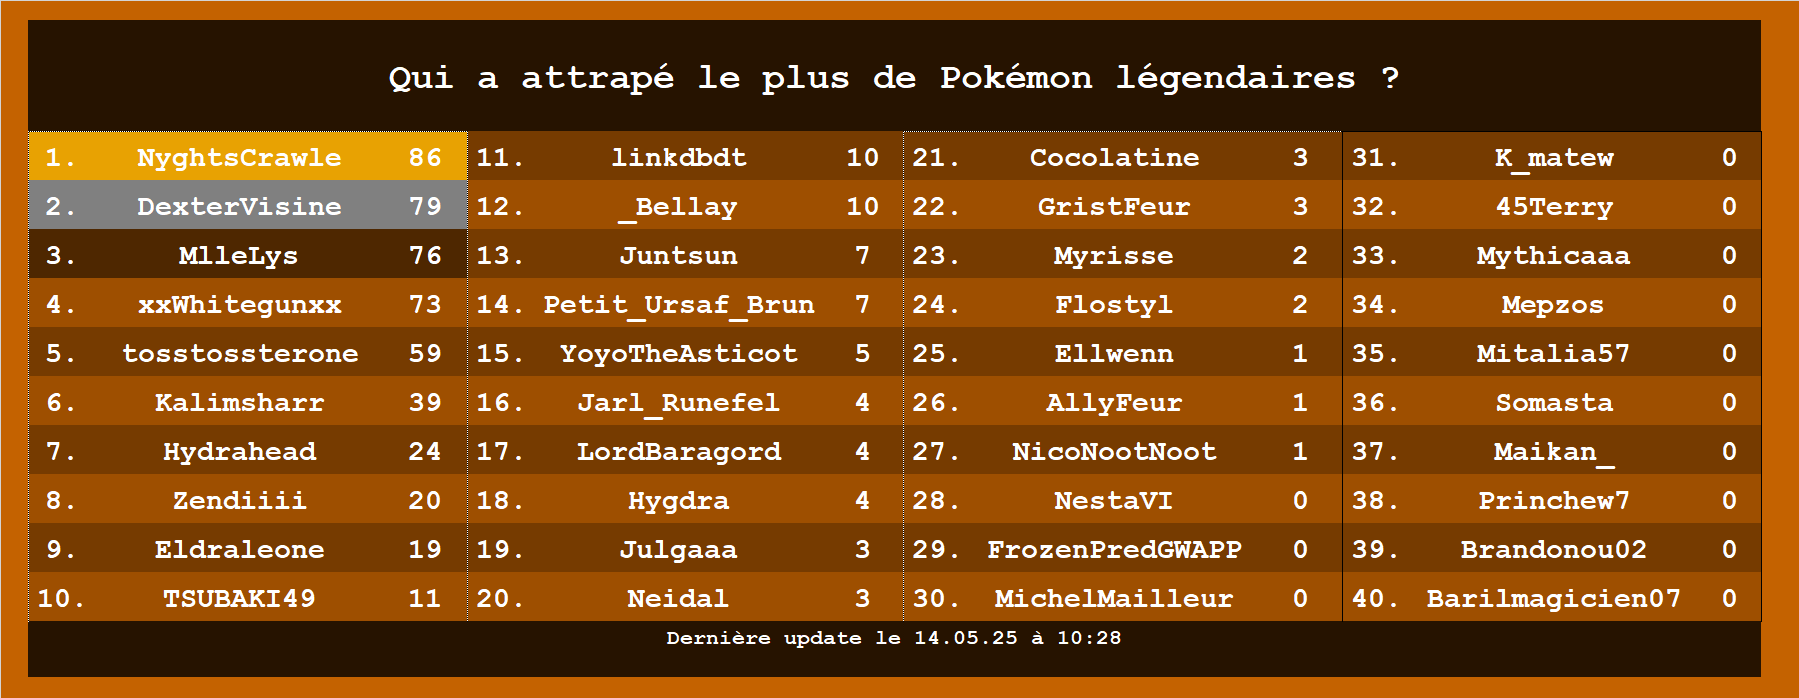 Qui a attrapé le plus de Pokémon légendaires ?
1. NyghtsCrawle 86
2. DexterVisine 79
3. MlleLys 76
4. xxWhitegunxx 73
5. tosstossterone 59
6. Kalimsharr 39
7. Hydrahead 24
8. Zendiiii 20
9. Eldraleone 19
10. TSUBAKI49 11
11. linkdbdt 10
12. _Bellay 10
13. Juntsun 7
14. Petit_Ursaf_Brun 7
15. YoyoTheAsticot 5
16. Jarl_Runefel 4
17. LordBaragord 4
18. Hygdra 4
19. Julgaaa 3
20. Neidal 3
21. Cocolatine 3
22. GristFeur 3
23. Myrisse 2
24. Flostyl 2
25. Ellwenn 1
26. AllyFeur 1
27. NicoNootNoot 1
28. NestaVI 0
29. FrozenPredGWAPP 0
30. MichelMailleur 0
31. K_matew 0
32. 45Terry 0
33. Mythicaaa 0
34. Mepzos 0
35. Mitalia57 0
36. Somasta 0
37. Maikan_ 0
38. Princhew7 0
39. Brandonou02 0
40. Barilmagicien07 0
Dernière update le 14.05.25 à 10:28